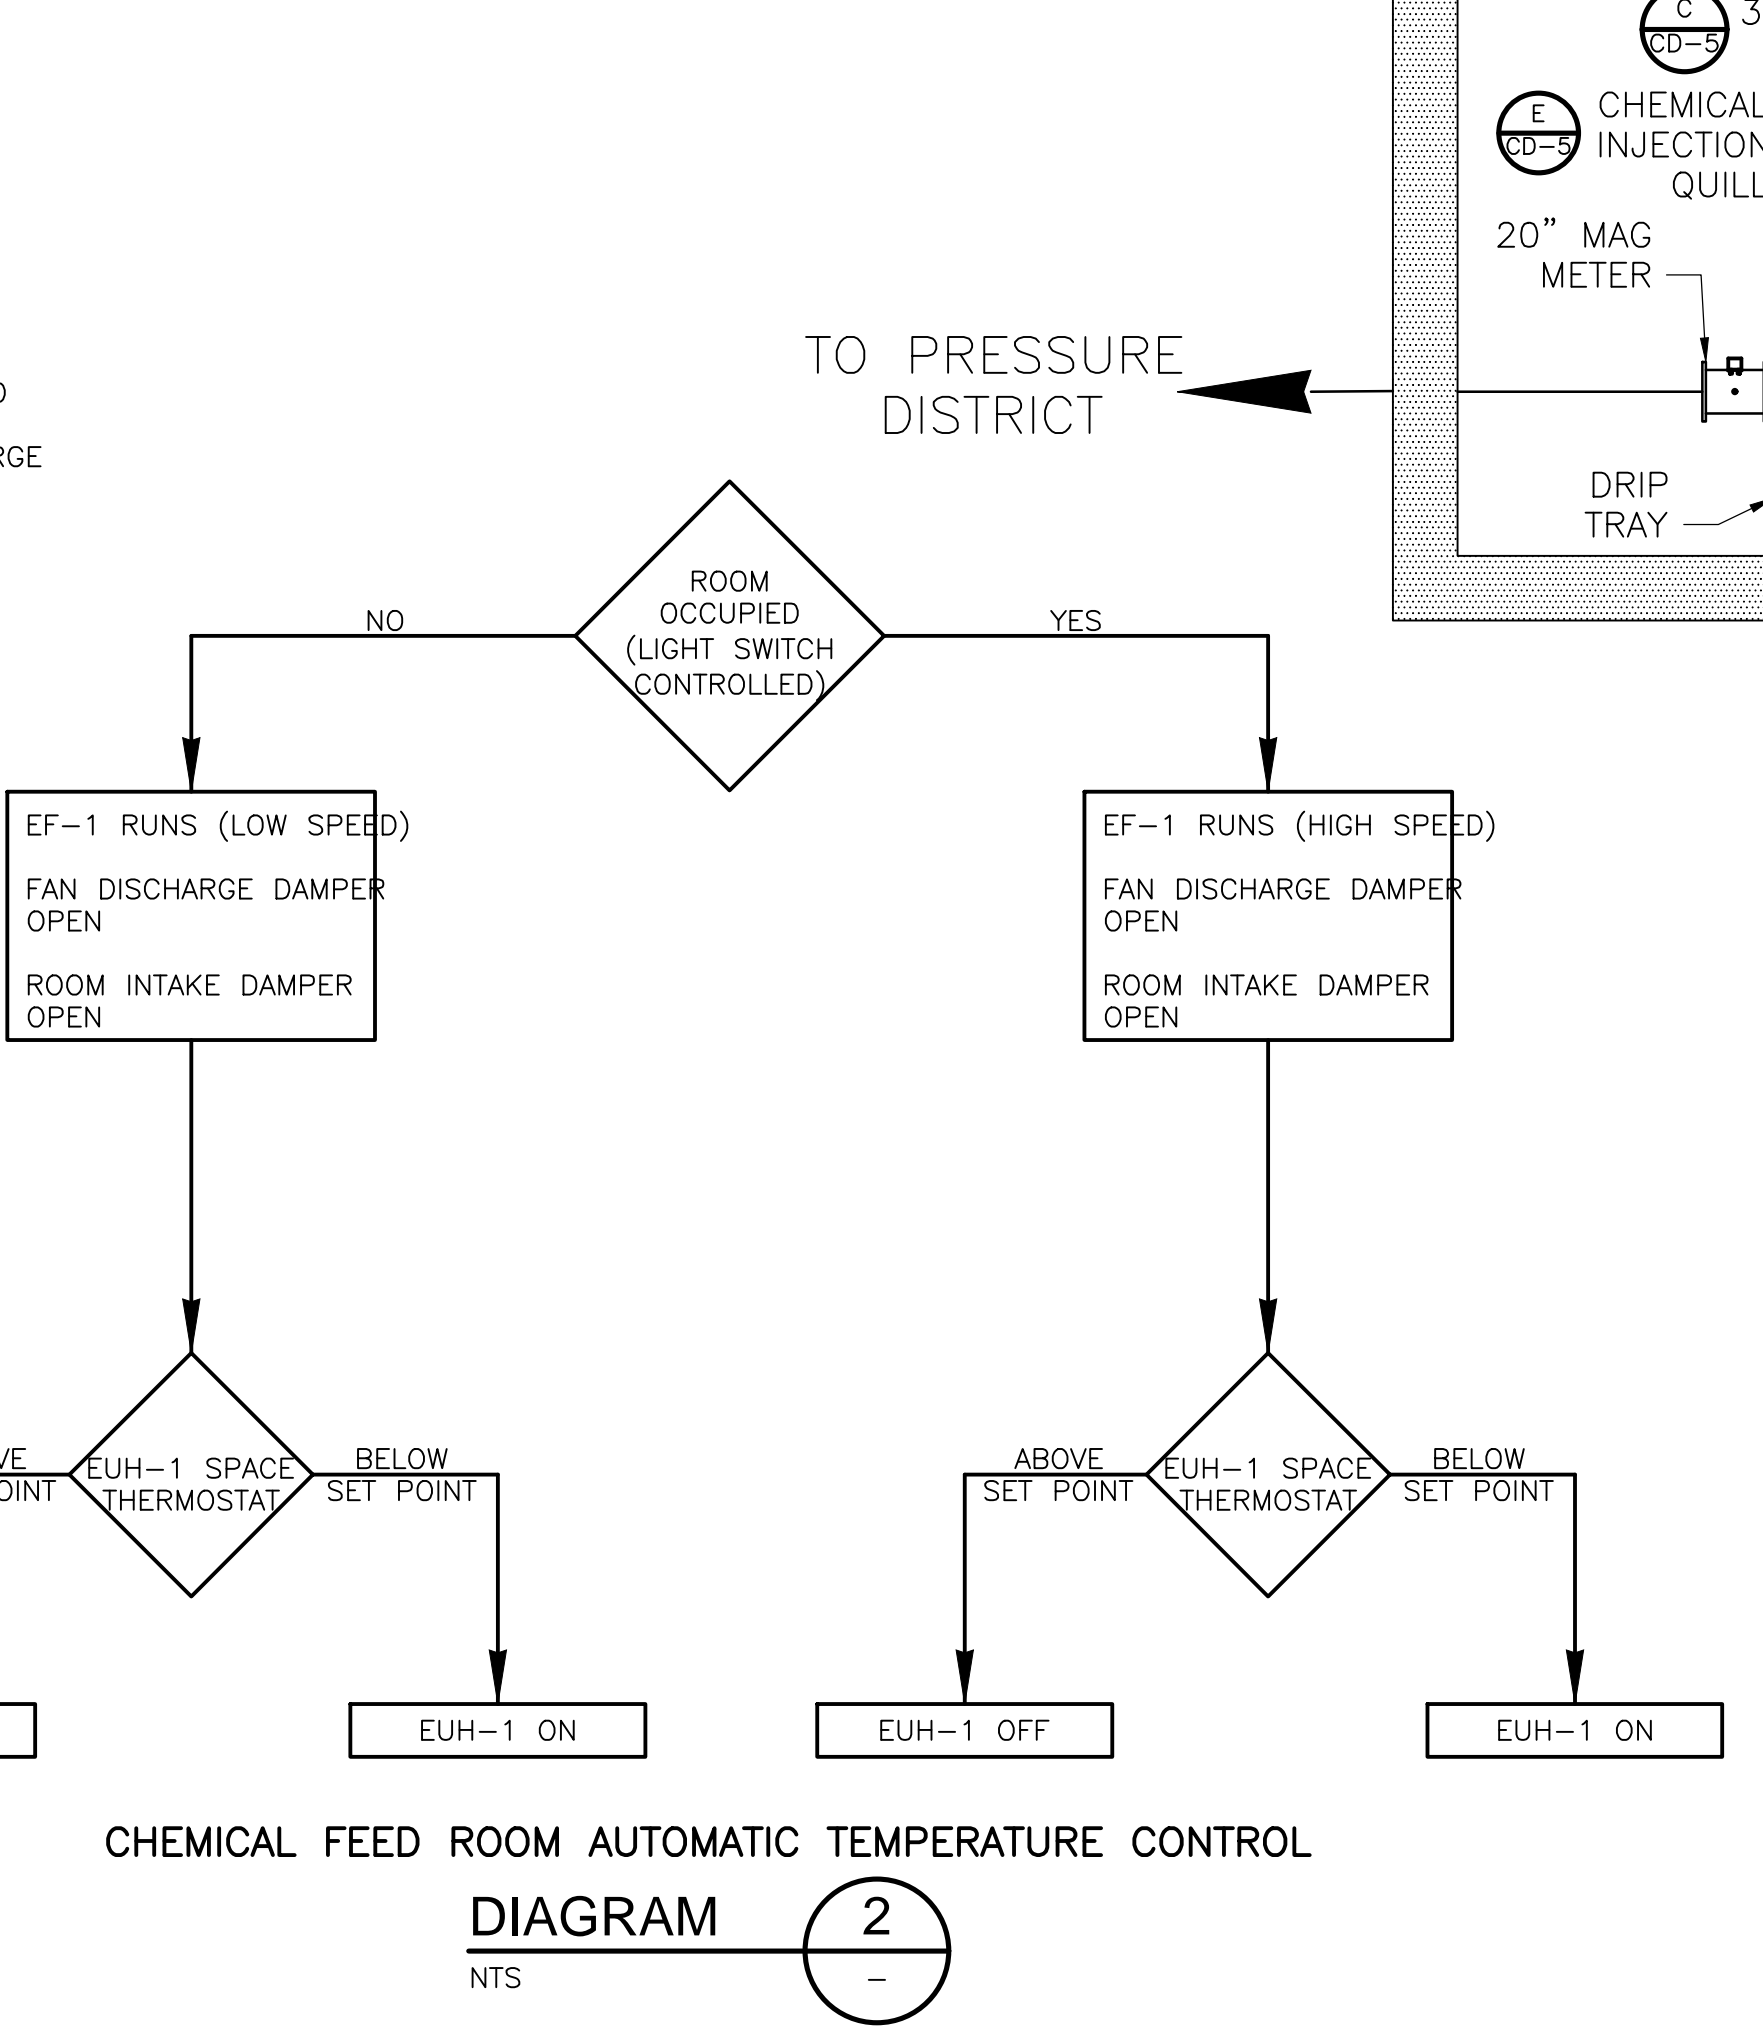 C
CD-5
3
E
CD-5
CHEMICAL
INJECTION
QUILL
20" MAG
METER
TO PRESSURE
DISTRICT
DRIP
TRAY
ROOM
OCCUPIED
(LIGHT SWITCH
CONTROLLED)
NO
YES
EF-1 RUNS (LOW SPEED)
FAN DISCHARGE DAMPER
OPEN
ROOM INTAKE DAMPER
OPEN
EF-1 RUNS (HIGH SPEED)
FAN DISCHARGE DAMPER
OPEN
ROOM INTAKE DAMPER
OPEN
EUH-1 SPACE
THERMOSTAT
BELOW
SET POINT
ABOVE
SET POINT
EUH-1 SPACE
THERMOSTAT
BELOW
SET POINT
EUH-1 ON
EUH-1 OFF
EUH-1 ON
CHEMICAL FEED ROOM AUTOMATIC TEMPERATURE CONTROL
DIAGRAM
2
NTS
-